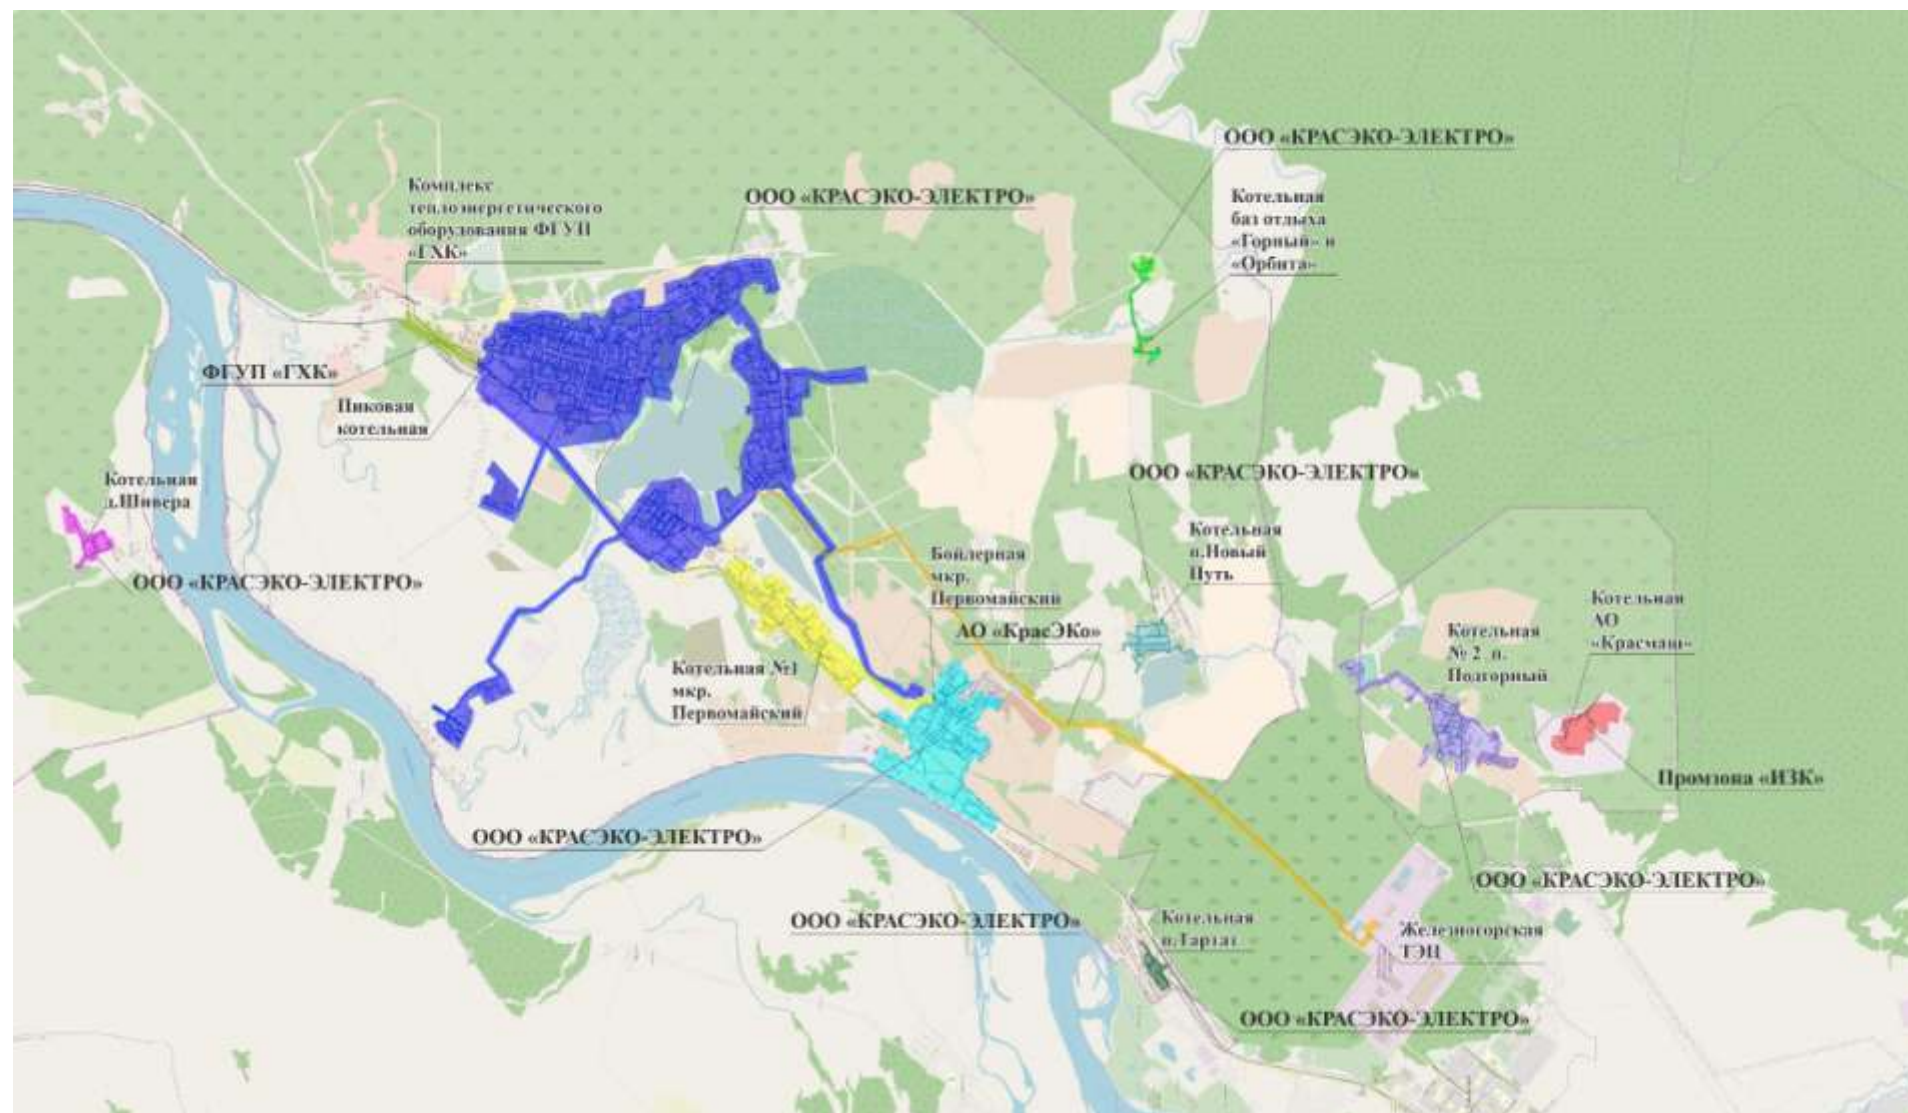 ООО «КРАСЭКО-ЭЛЕКТРО»
Комплекс
теплоэнергетического
оборудования ФГУП
«ГХК»
ООО «КРАСЭКО-ЭЛЕКТРО»
Котельная
баз отдыха
«Горный» и
«Орбита»
ФГУП «ГХК»
Пиковая
котельная
Котельная
д.Шивера
ООО «КРАСЭКО-ЭЛЕКТРО»
ООО «КРАСЭКО-ЭЛЕКТРО»
Котельная
п.Новый
Путь
Бойлерная
мкр.
Первомайский
АО «КрасЭКо»
Котельная
АО
«Красмаш»
Котельная
№ 2 п.
Подгорный
Котельная №1
мкр.
Первомайский
Промзона «ИЗК»
ООО «КРАСЭКО-ЭЛЕКТРО»
ООО «КРАСЭКО-ЭЛЕКТРО»
ООО «КРАСЭКО-ЭЛЕКТРО»
Котельная
п.Тартат
Железногорская
ТЭЦ
ООО «КРАСЭКО-ЭЛЕКТРО»